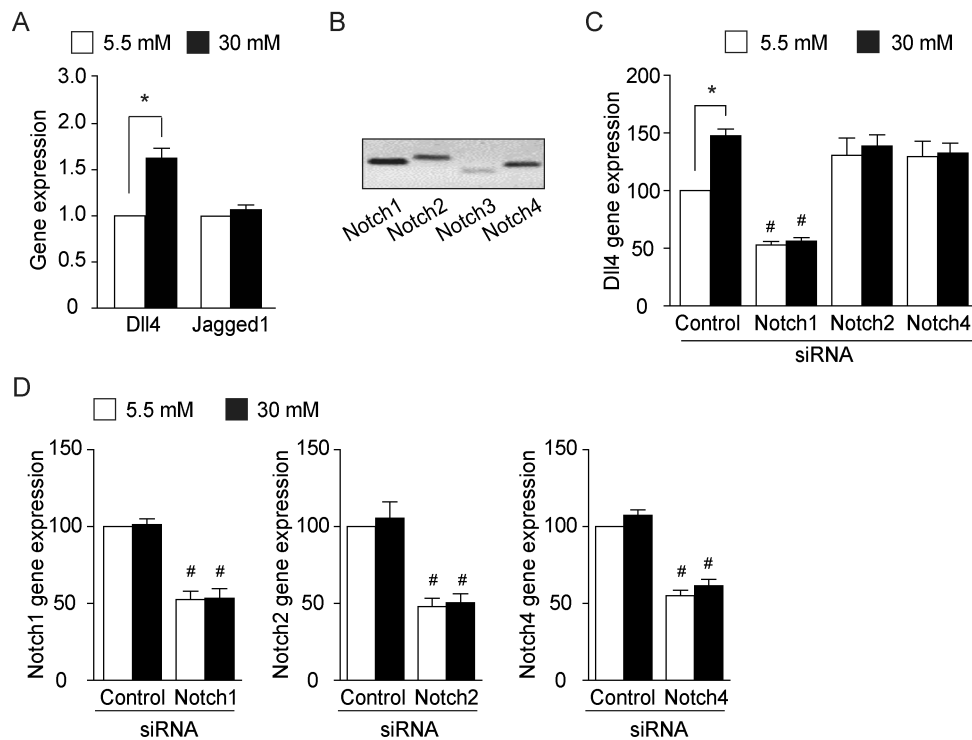 A
5.5 mM 30 mM
Gene expression
3.0
2.0
1.5
1.0
0.5
0
*
Dll4 Jagged1
B
Notch1 Notch2 Notch3 Notch4
C
5.5 mM 30 mM
Dll4 gene expression
200
150
100
50
0
*
# #
Control Notch1 Notch2 Notch4
siRNA
D
5.5 mM 30 mM
Notch1 gene expression
150
100
50
0
# #
Control Notch1
siRNA
Notch2 gene expression
150
100
50
0
# #
Control Notch2
siRNA
Notch4 gene expression
150
100
50
0
# #
Control Notch4
siRNA